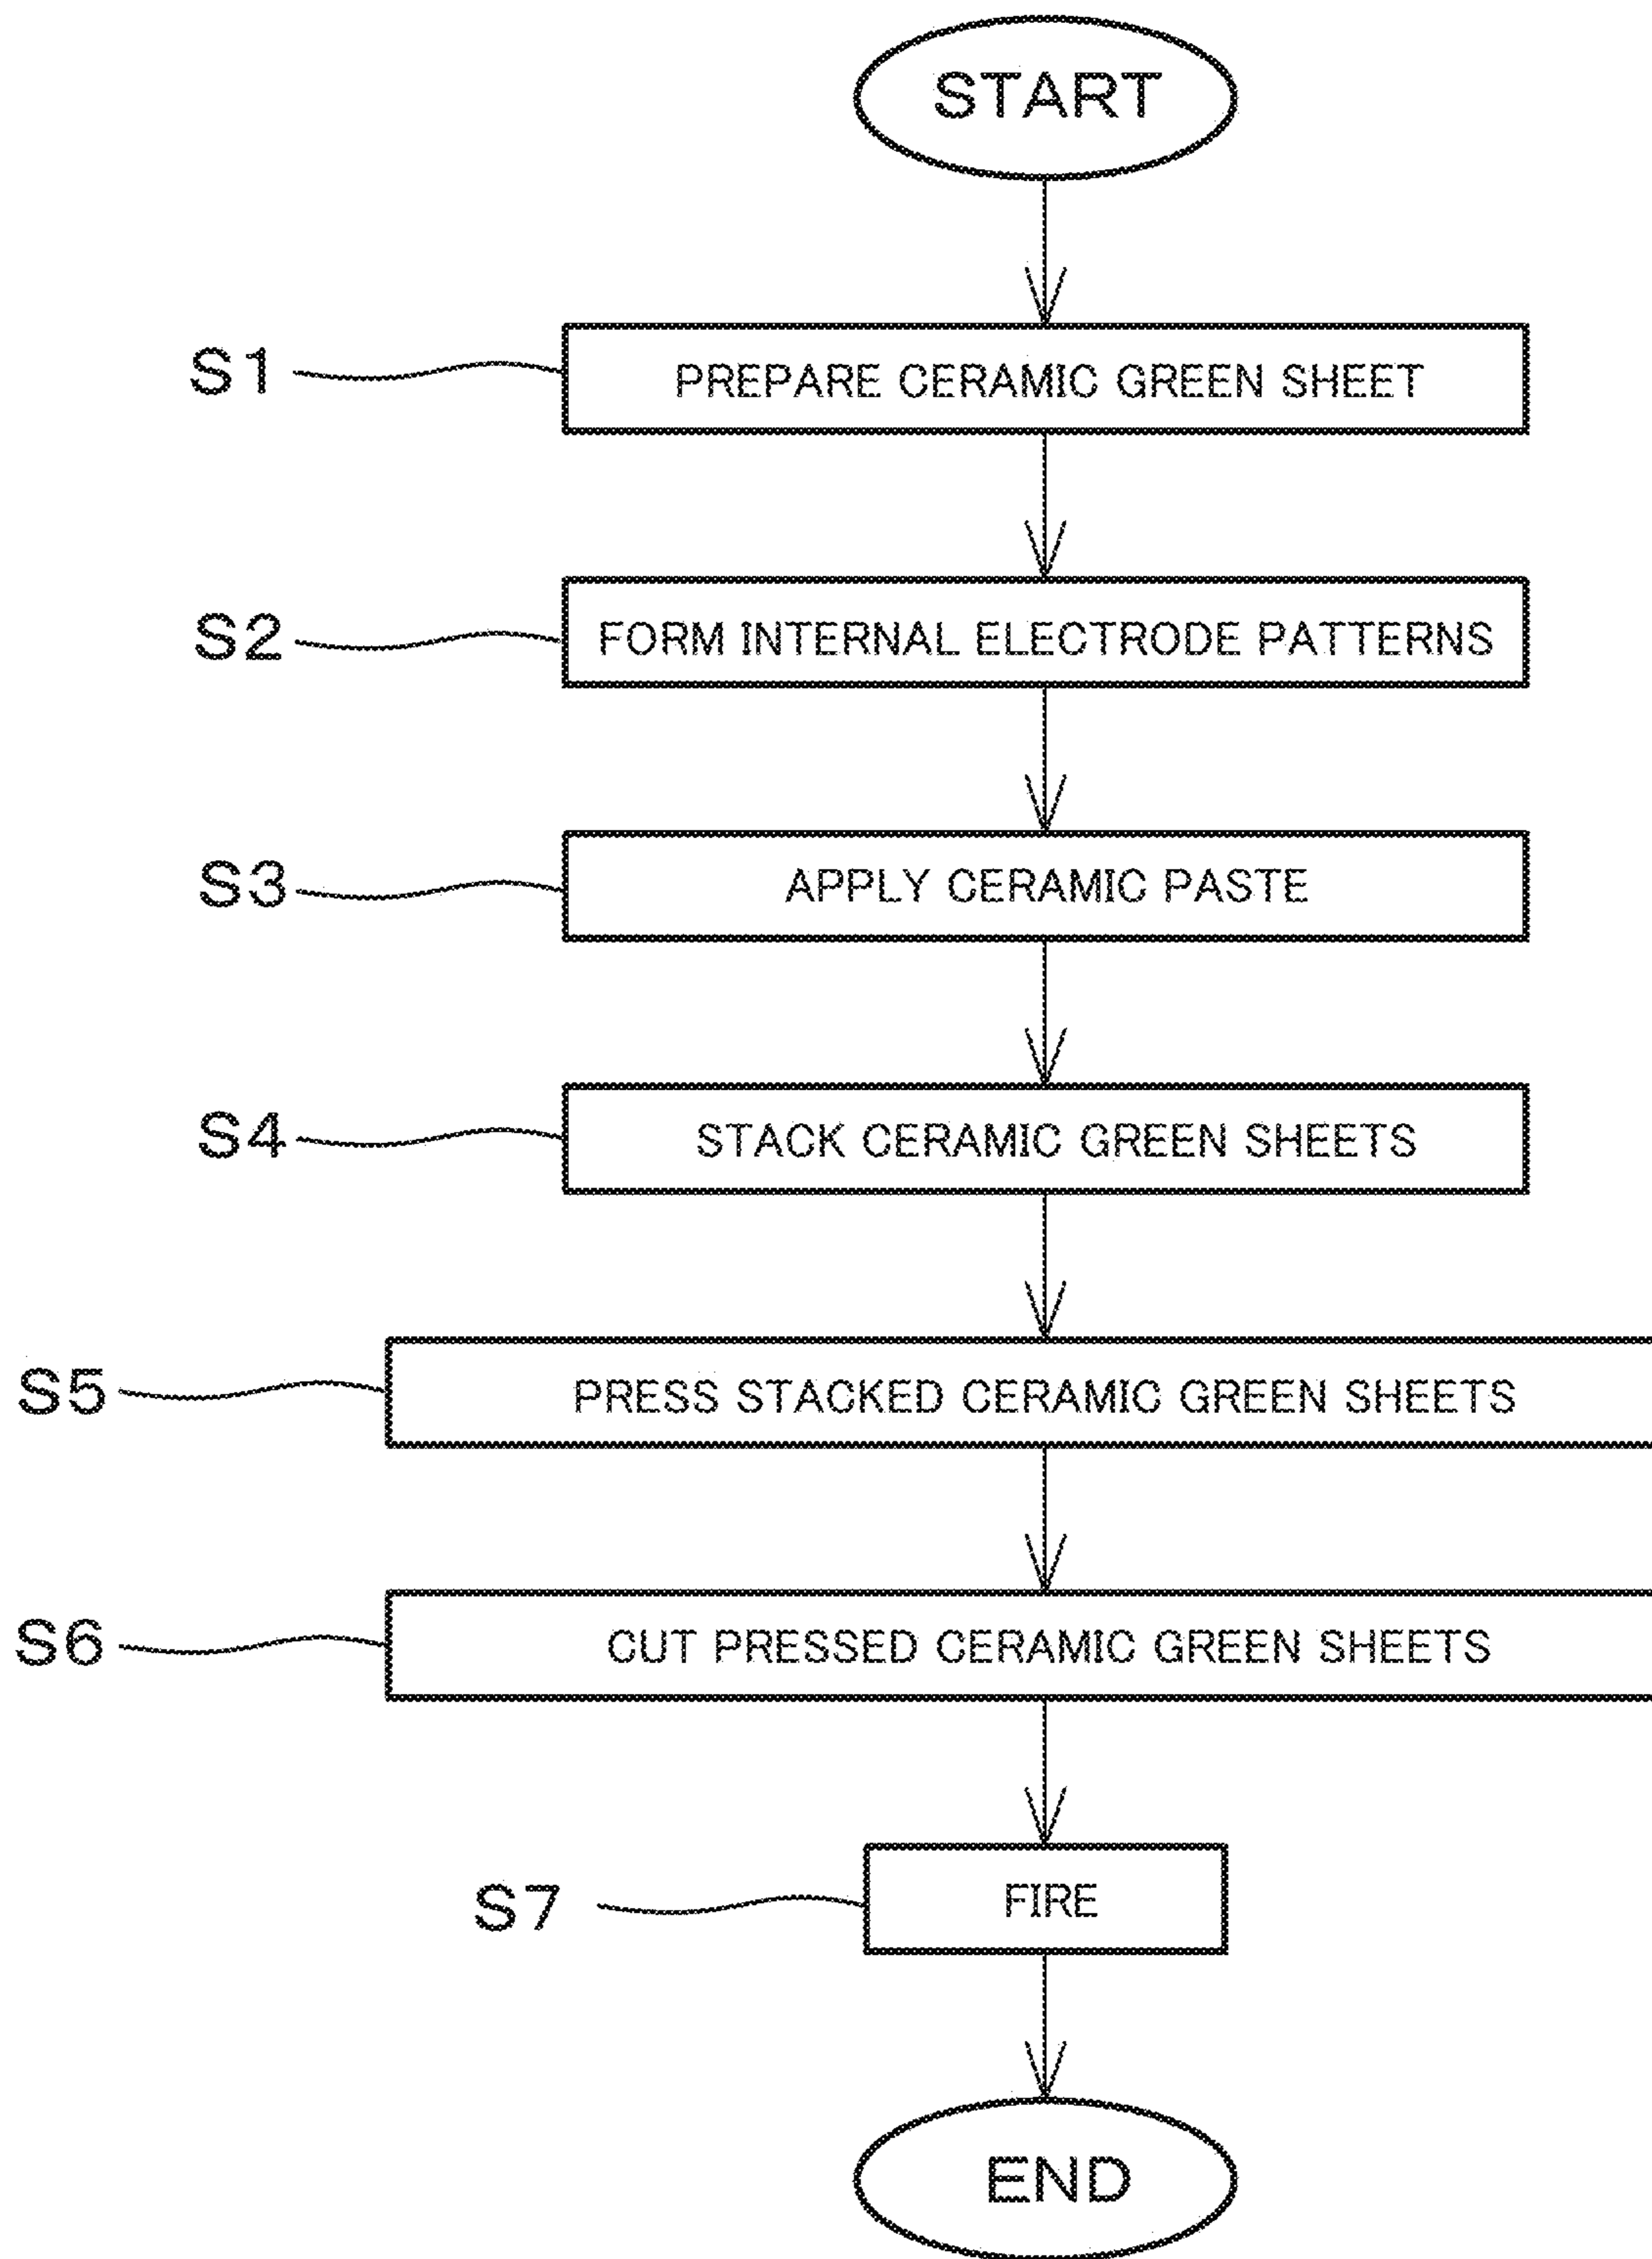 START
S1
PREPARE CERAMIC GREEN SHEET
S2
FORM INTERNAL ELECTRODE PATTERNS
S3
APPLY CERAMIC PASTE
S4
STACK CERAMIC GREEN SHEETS
S5
PRESS STACKED CERAMIC GREEN SHEETS
S6
CUT PRESSED CERAMIC GREEN SHEETS
S7
FIRE
END